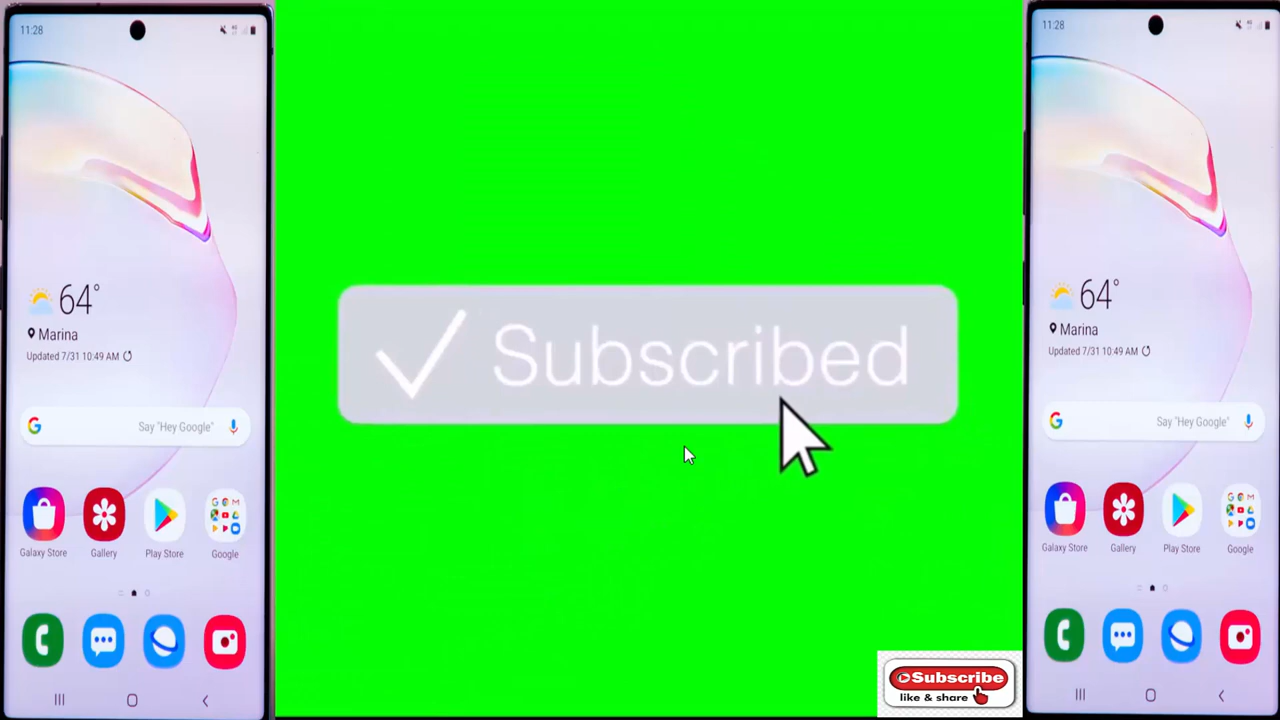 11:28
64°
Marina
Updated 7/31 10:49 AM
Say "Hey Google"
Galaxy Store
Gallery
Play Store
Google
Subscribed
Subscribe
like & share
11:28
64°
Marina
Updated 7/31 10:49 AM
Say "Hey Google"
Galaxy Store
Gallery
Play Store
Google